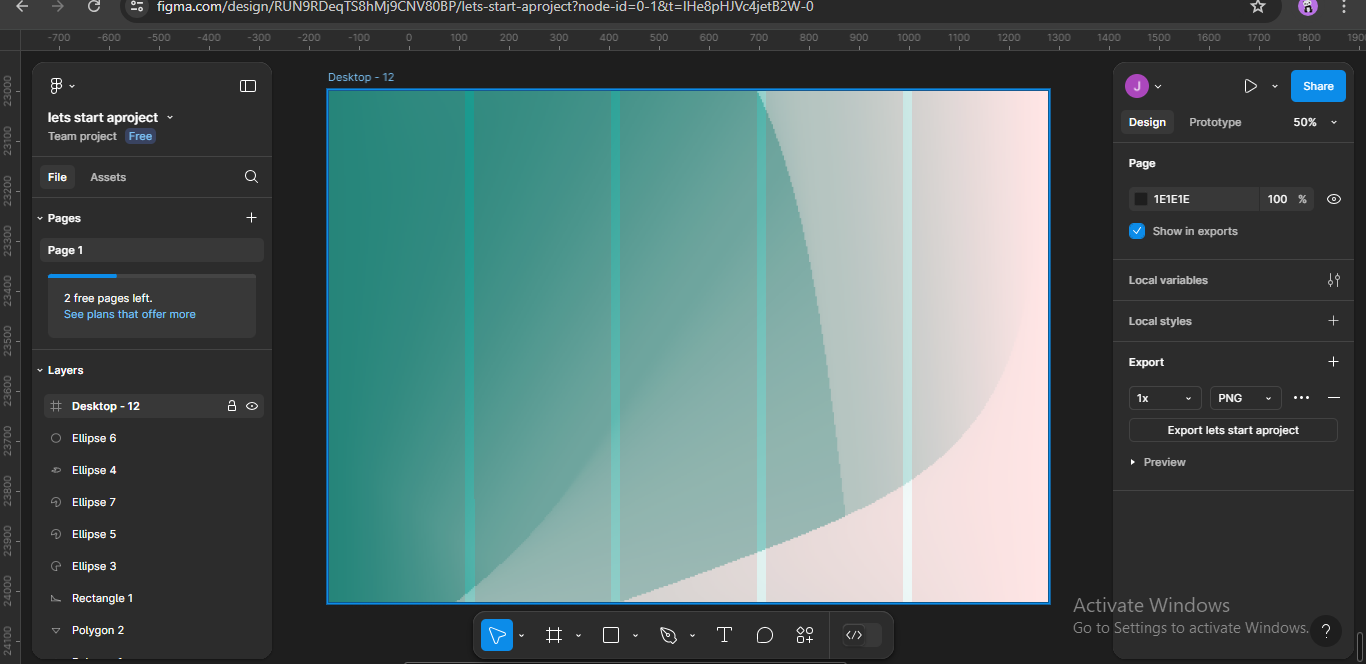 figma.com/design/RUN9RDeqTS8hMj9CNV80BP/lets-start-aproject?node-id=0-1&t=IHe8pHJVc4jetB2W-0
-700 -600 -500 -400 -300 -200 -100 0 100 200 300 400 500 600 700 800 900 1000 1100 1200 1300 1400 1500 1600 1700 1800
23000
23100
23200
23300
23400
23500
23600
23700
23800
23900
24000
24100
lets start aproject
Team project Free
File Assets
Pages
Page 1
2 free pages left.
See plans that offer more
Layers
Desktop - 12
Ellipse 6
Ellipse 4
Ellipse 7
Ellipse 5
Ellipse 3
Rectangle 1
Polygon 2
Desktop - 12
J
Share
Design Prototype 50%
Page
1E1E1E 100 %
Show in exports
Local variables
Local styles
Export
1x PNG
Export lets start aproject
Preview
Activate Windows
Go to Settings to activate Windows.
?